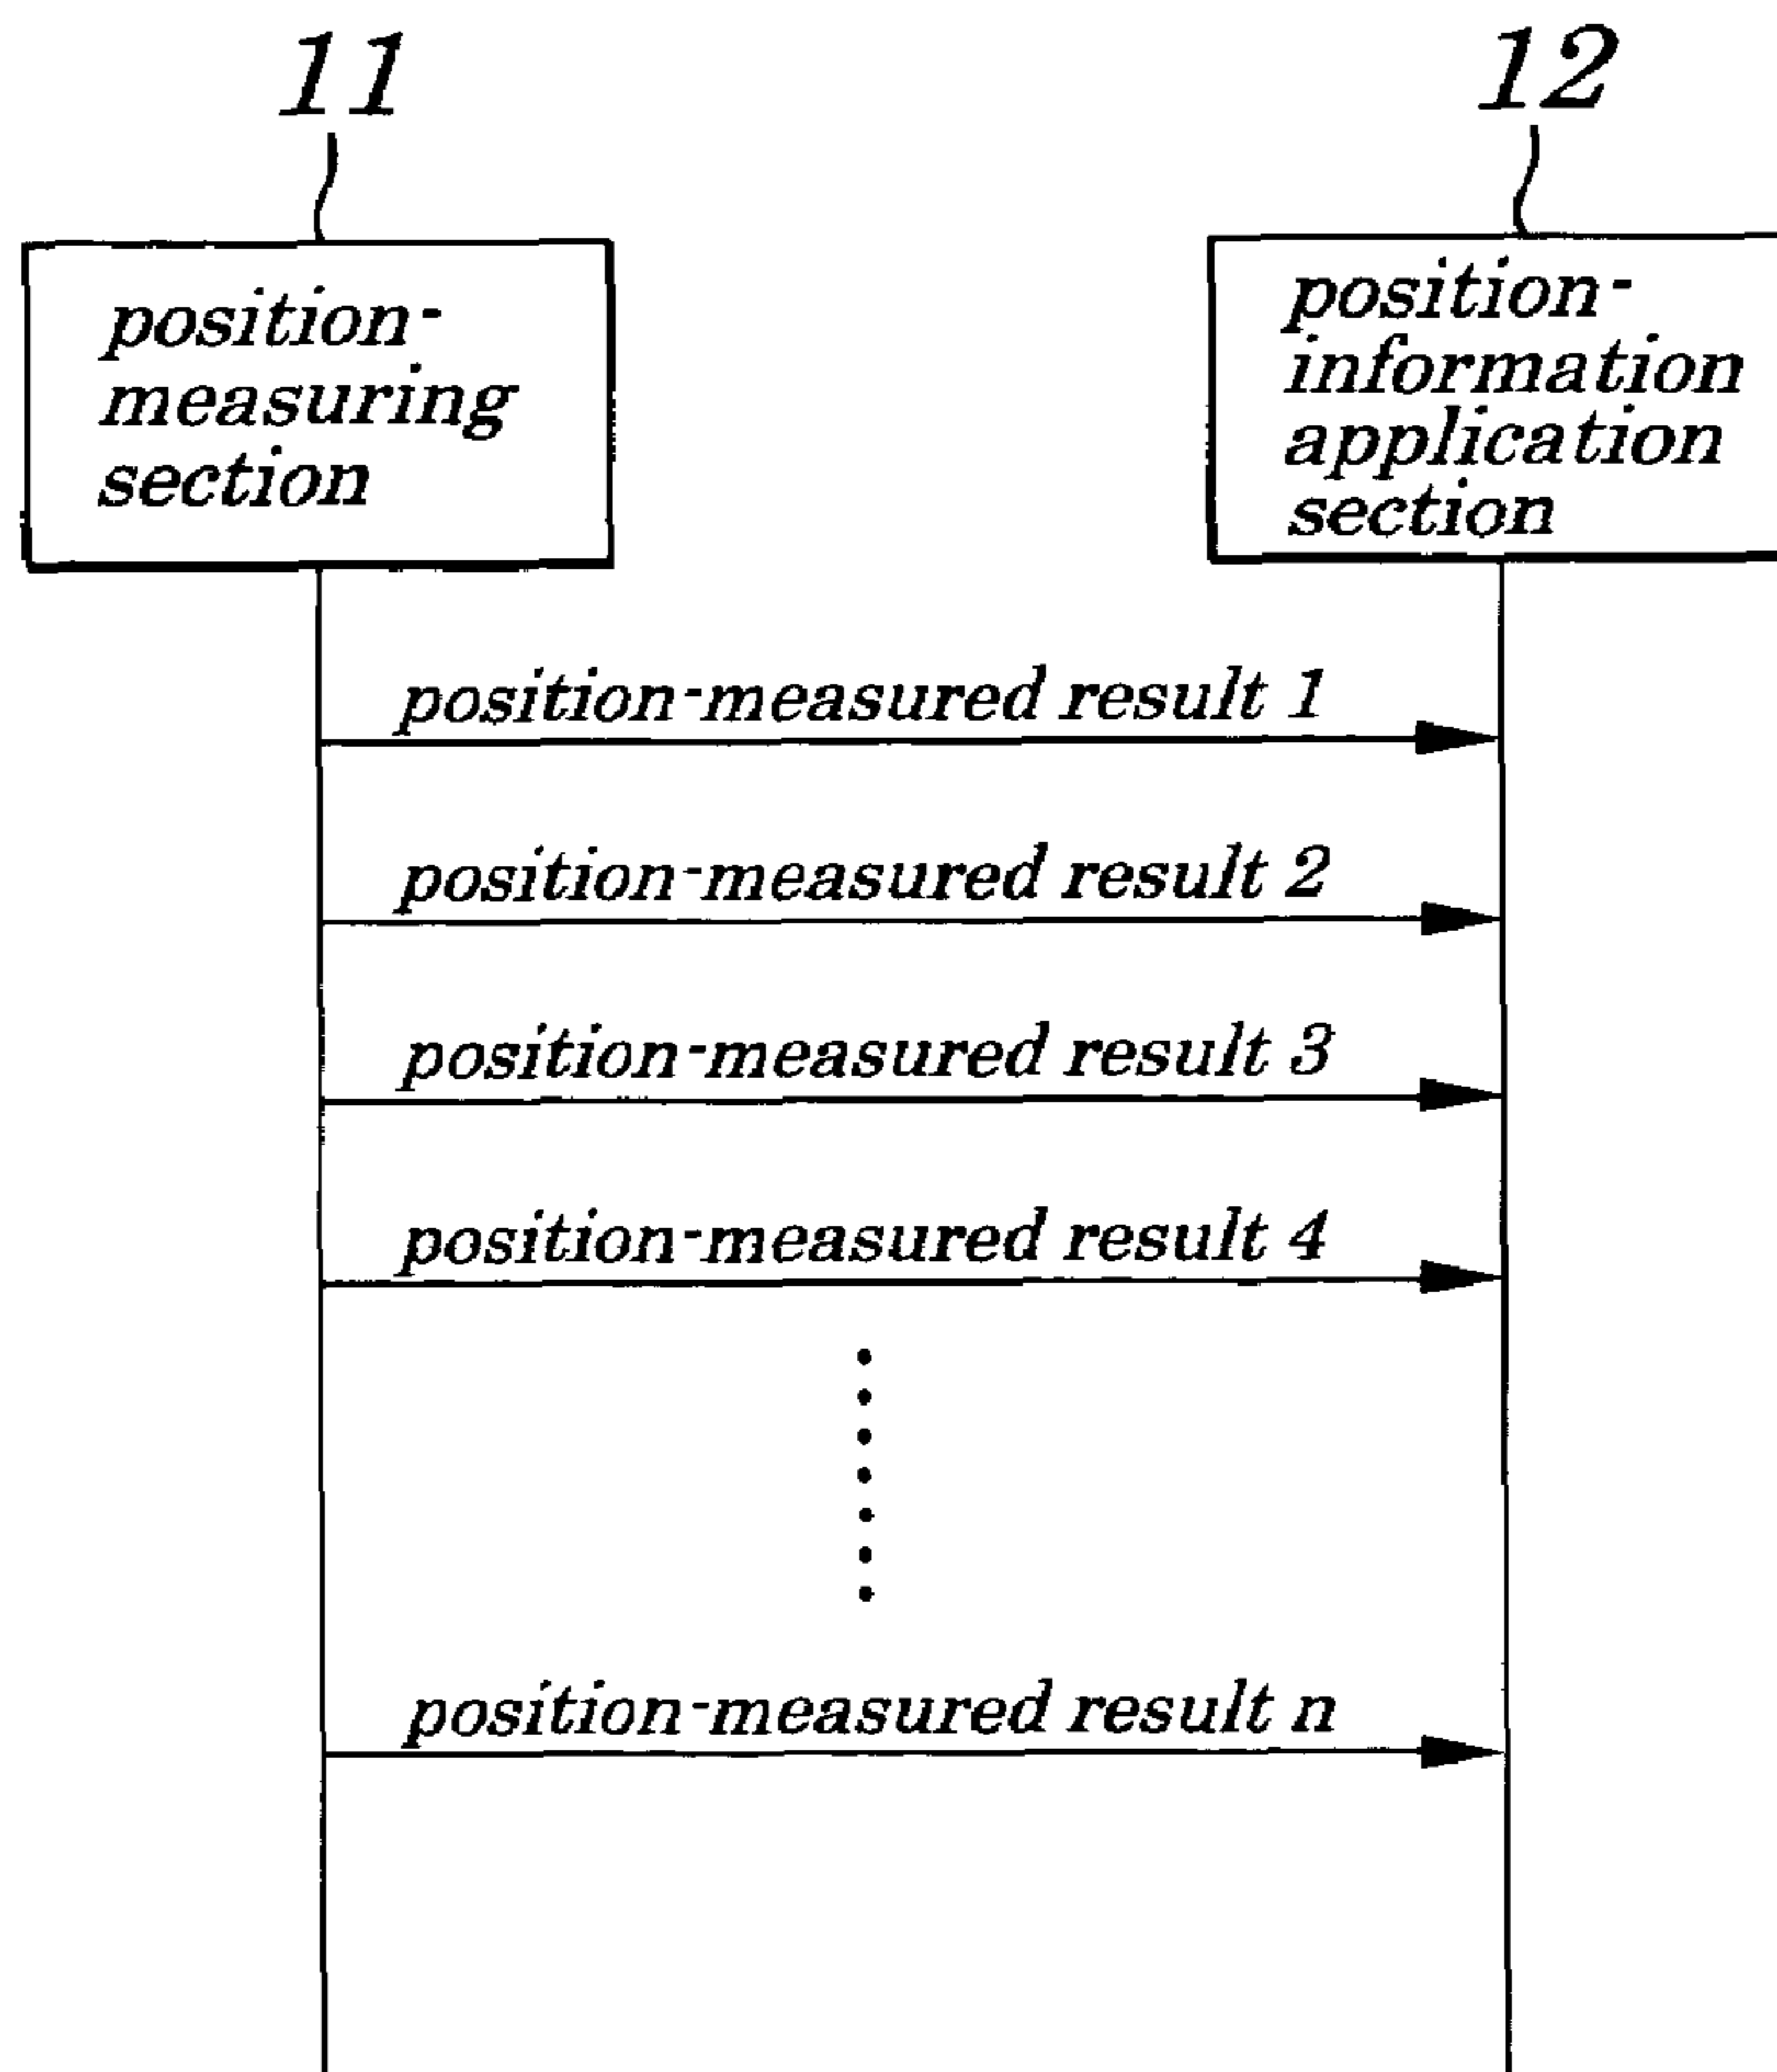 11
12
position-
measuring
section
position-
information
application
section
position-measured result 1
position-measured result 2
position-measured result 3
position-measured result 4
position-measured result n